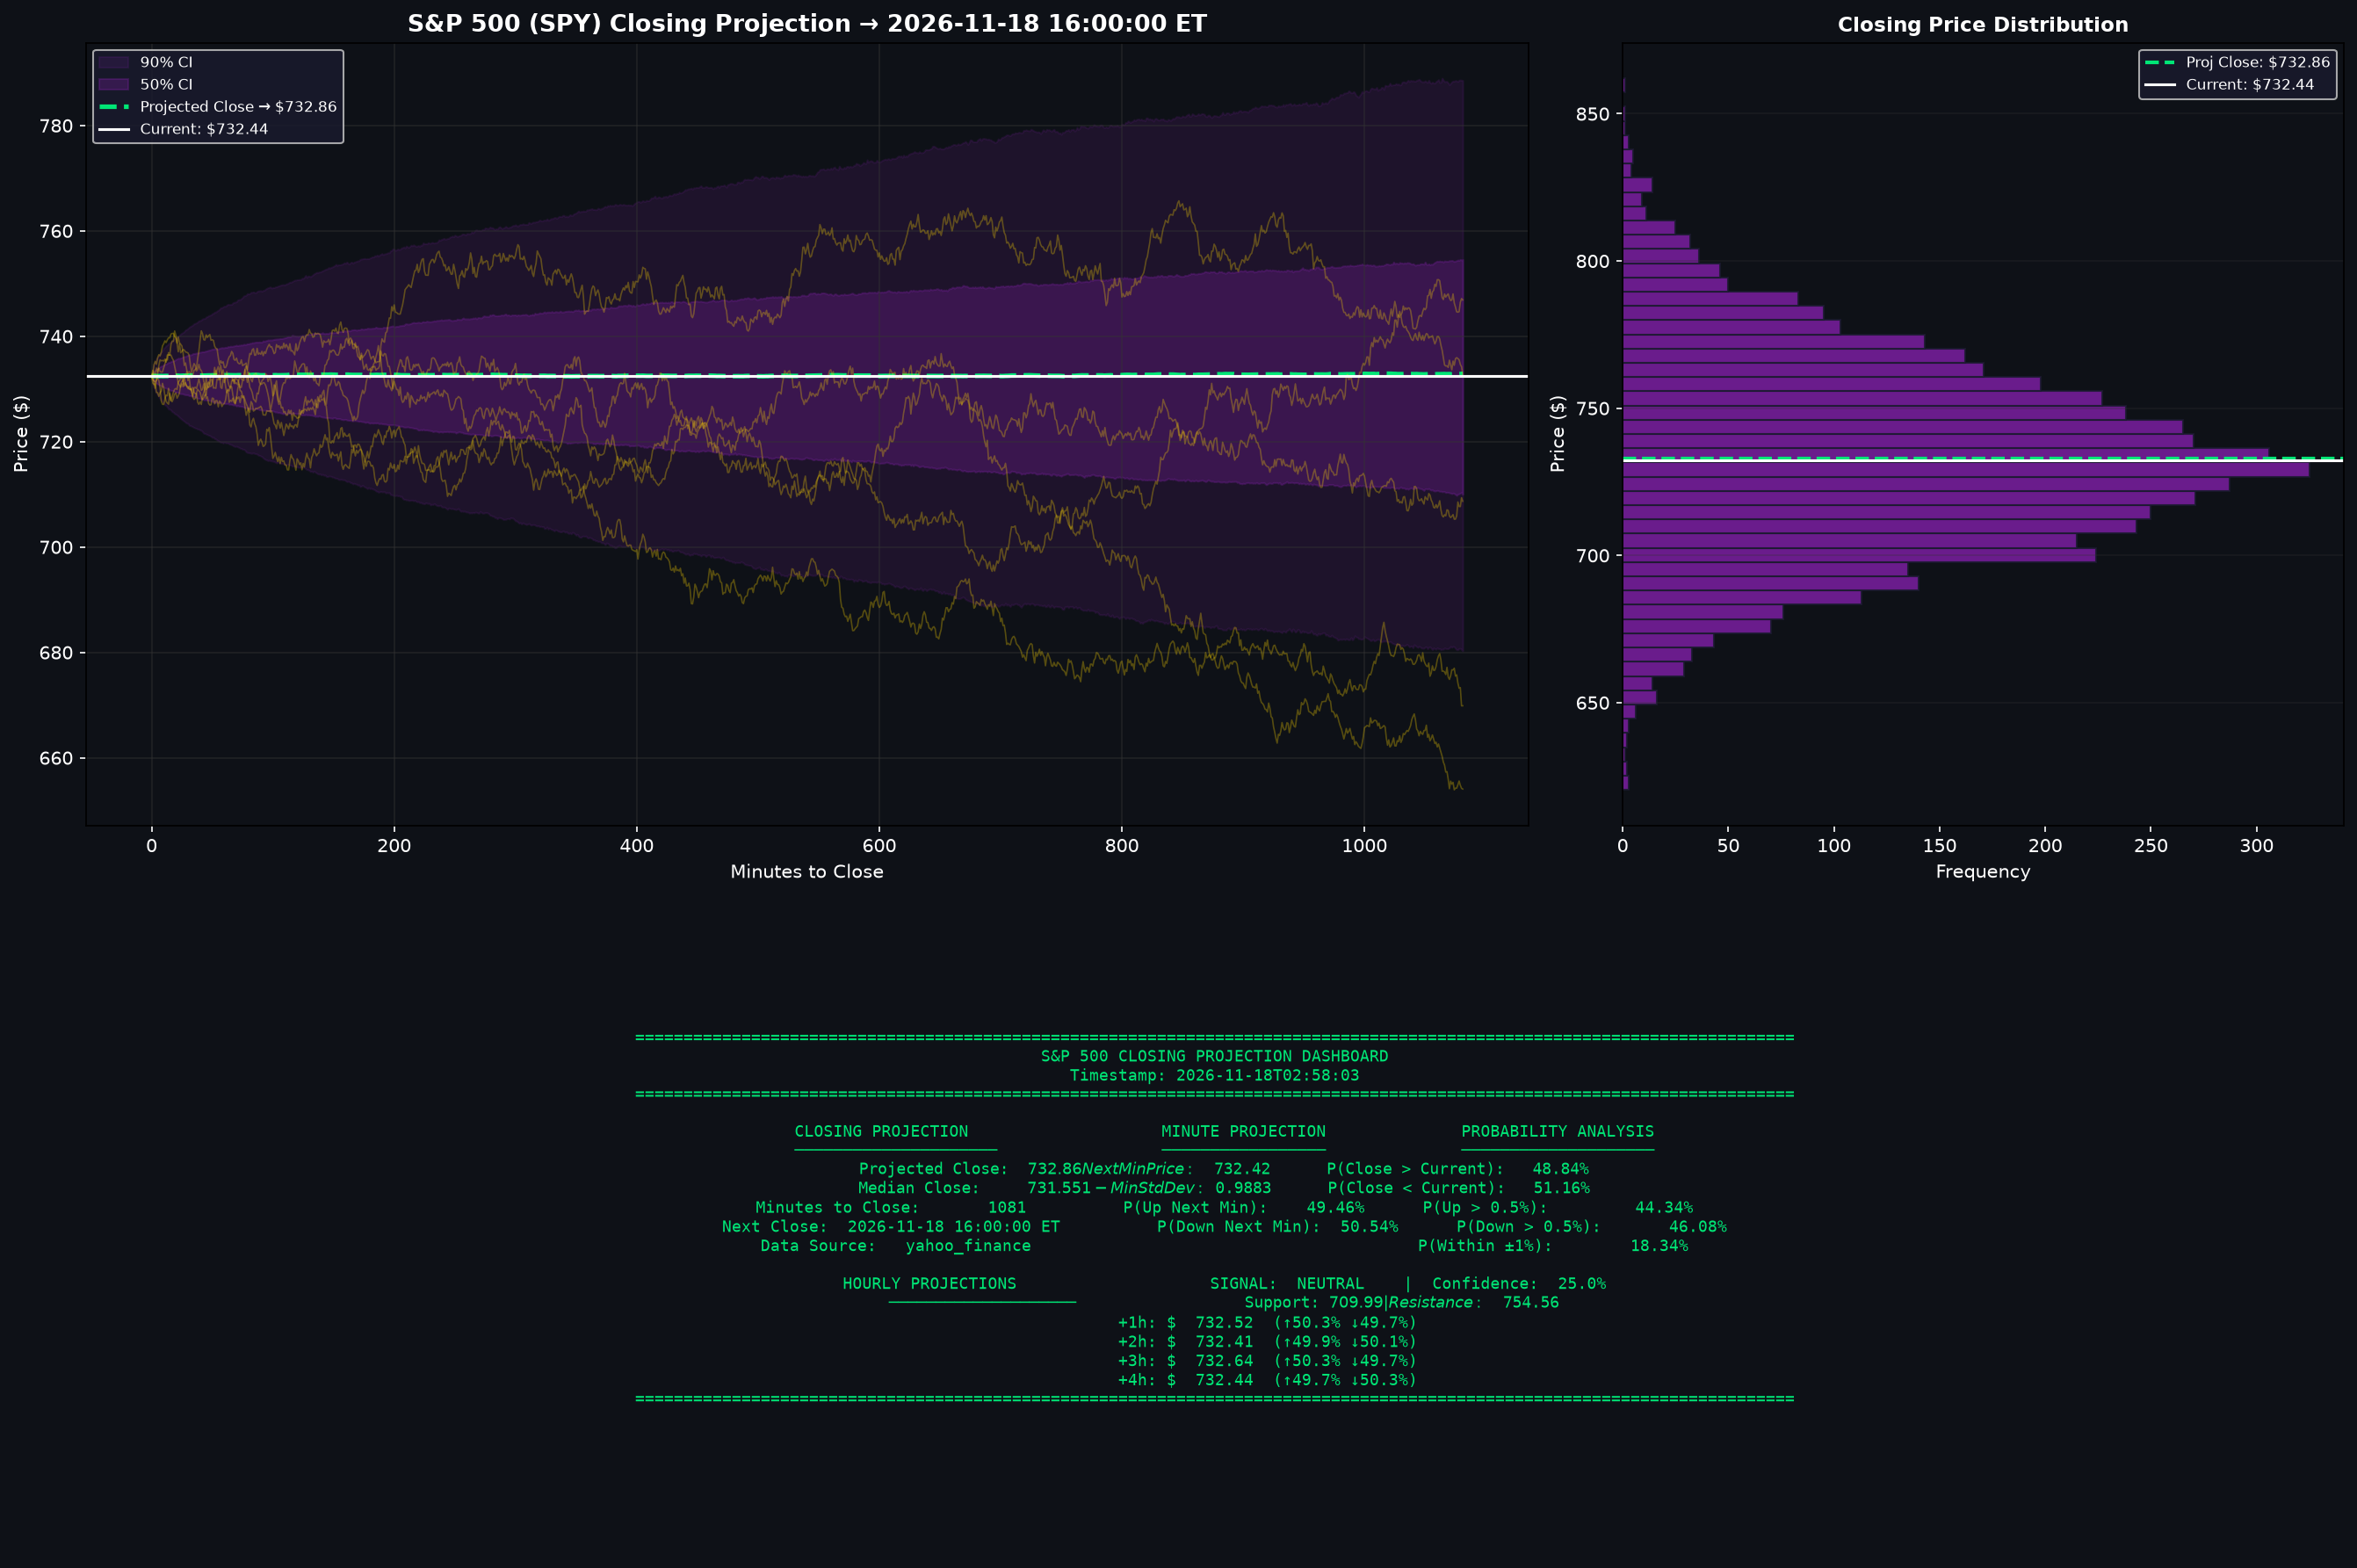 S&P 500 (SPY) Closing Projection → 2026-11-18 16:00:00 ET
90% CI
50% CI
Projected Close → $732.86
Current: $732.44
Price ($)
780
760
740
720
700
680
660
0 200 400 600 800 1000
Minutes to Close
Closing Price Distribution
Proj Close: $732.86
Current: $732.44
Price ($)
850
800
750
700
650
0 50 100 150 200 250 300
Frequency
================================================================================
S&P 500 CLOSING PROJECTION DASHBOARD
Timestamp: 2026-11-18T02:58:03
================================================================================
CLOSING PROJECTION MINUTE PROJECTION PROBABILITY ANALYSIS
Projected Close: 732.86NextMinPrice: 732.42 P(Close > Current): 48.84%
Median Close: 731.551−MinStdDev: 0.9883 P(Close < Current): 51.16%
Minutes to Close: 1081 P(Up Next Min): 49.46% P(Up > 0.5%): 44.34%
Next Close: 2026-11-18 16:00:00 ET P(Down Next Min): 50.54% P(Down > 0.5%): 46.08%
Data Source: yahoo_finance P(Within ±1%): 18.34%
HOURLY PROJECTIONS SIGNAL: NEUTRAL | Confidence: 25.0%
Support: 709.99|Resistance: 754.56
+1h: $ 732.52 (↑50.3% ↓49.7%)
+2h: $ 732.41 (↑49.9% ↓50.1%)
+3h: $ 732.64 (↑50.3% ↓49.7%)
+4h: $ 732.44 (↑49.7% ↓50.3%)
================================================================================